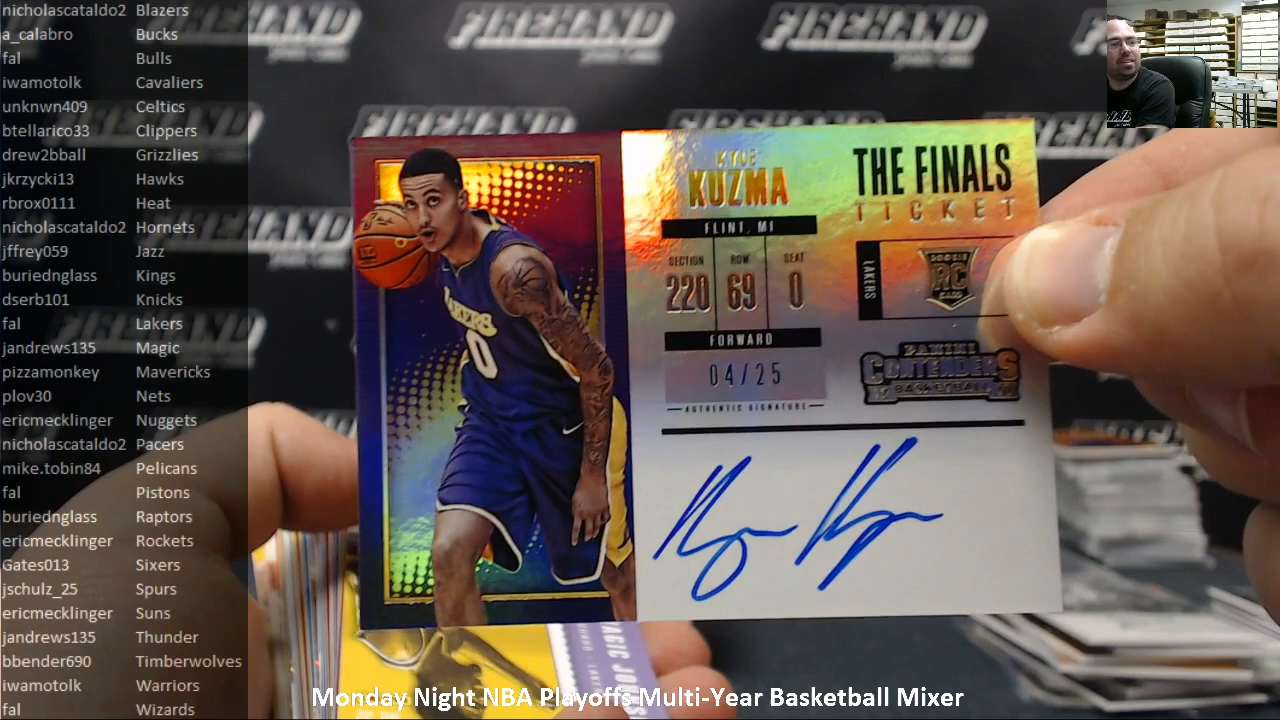 nicholascataldo2 Blazers
a_calabro Bucks
fal Bulls
iwamotolk Cavaliers
unknwn409 Celtics
btellarico33 Clippers
drew2bball Grizzlies
jkrzycki13 Hawks
rbrox0111 Heat
nicholascataldo2 Hornets
jffrey059 Jazz
buriednglass Kings
dserb101 Knicks
fal Lakers
jandrews135 Magic
pizzamonkey Mavericks
plov30 Nets
ericmecklinger Nuggets
nicholascataldo2 Pacers
mike.tobin84 Pelicans
fal Pistons
buriednglass Raptors
ericmecklinger Rockets
Gates013 Sixers
jschulz_25 Spurs
ericmecklinger Suns
jandrews135 Thunder
bbender690 Timberwolves
iwamotolk Warriors
fal Wizards
FIREHAND
FIREHAND
KYLE
KUZMA
FLINT, MI
SECTION ROW SEAT
220 69 0
FORWARD
04/25
AUTHENTIC SIGNATURE
THE FINALS
TICKET
LAKERS
RC
PANINI
CONTENDERS
BASKETBALL
LAKERS
0
Monday Night NBA Playoffs Multi-Year Basketball Mixer